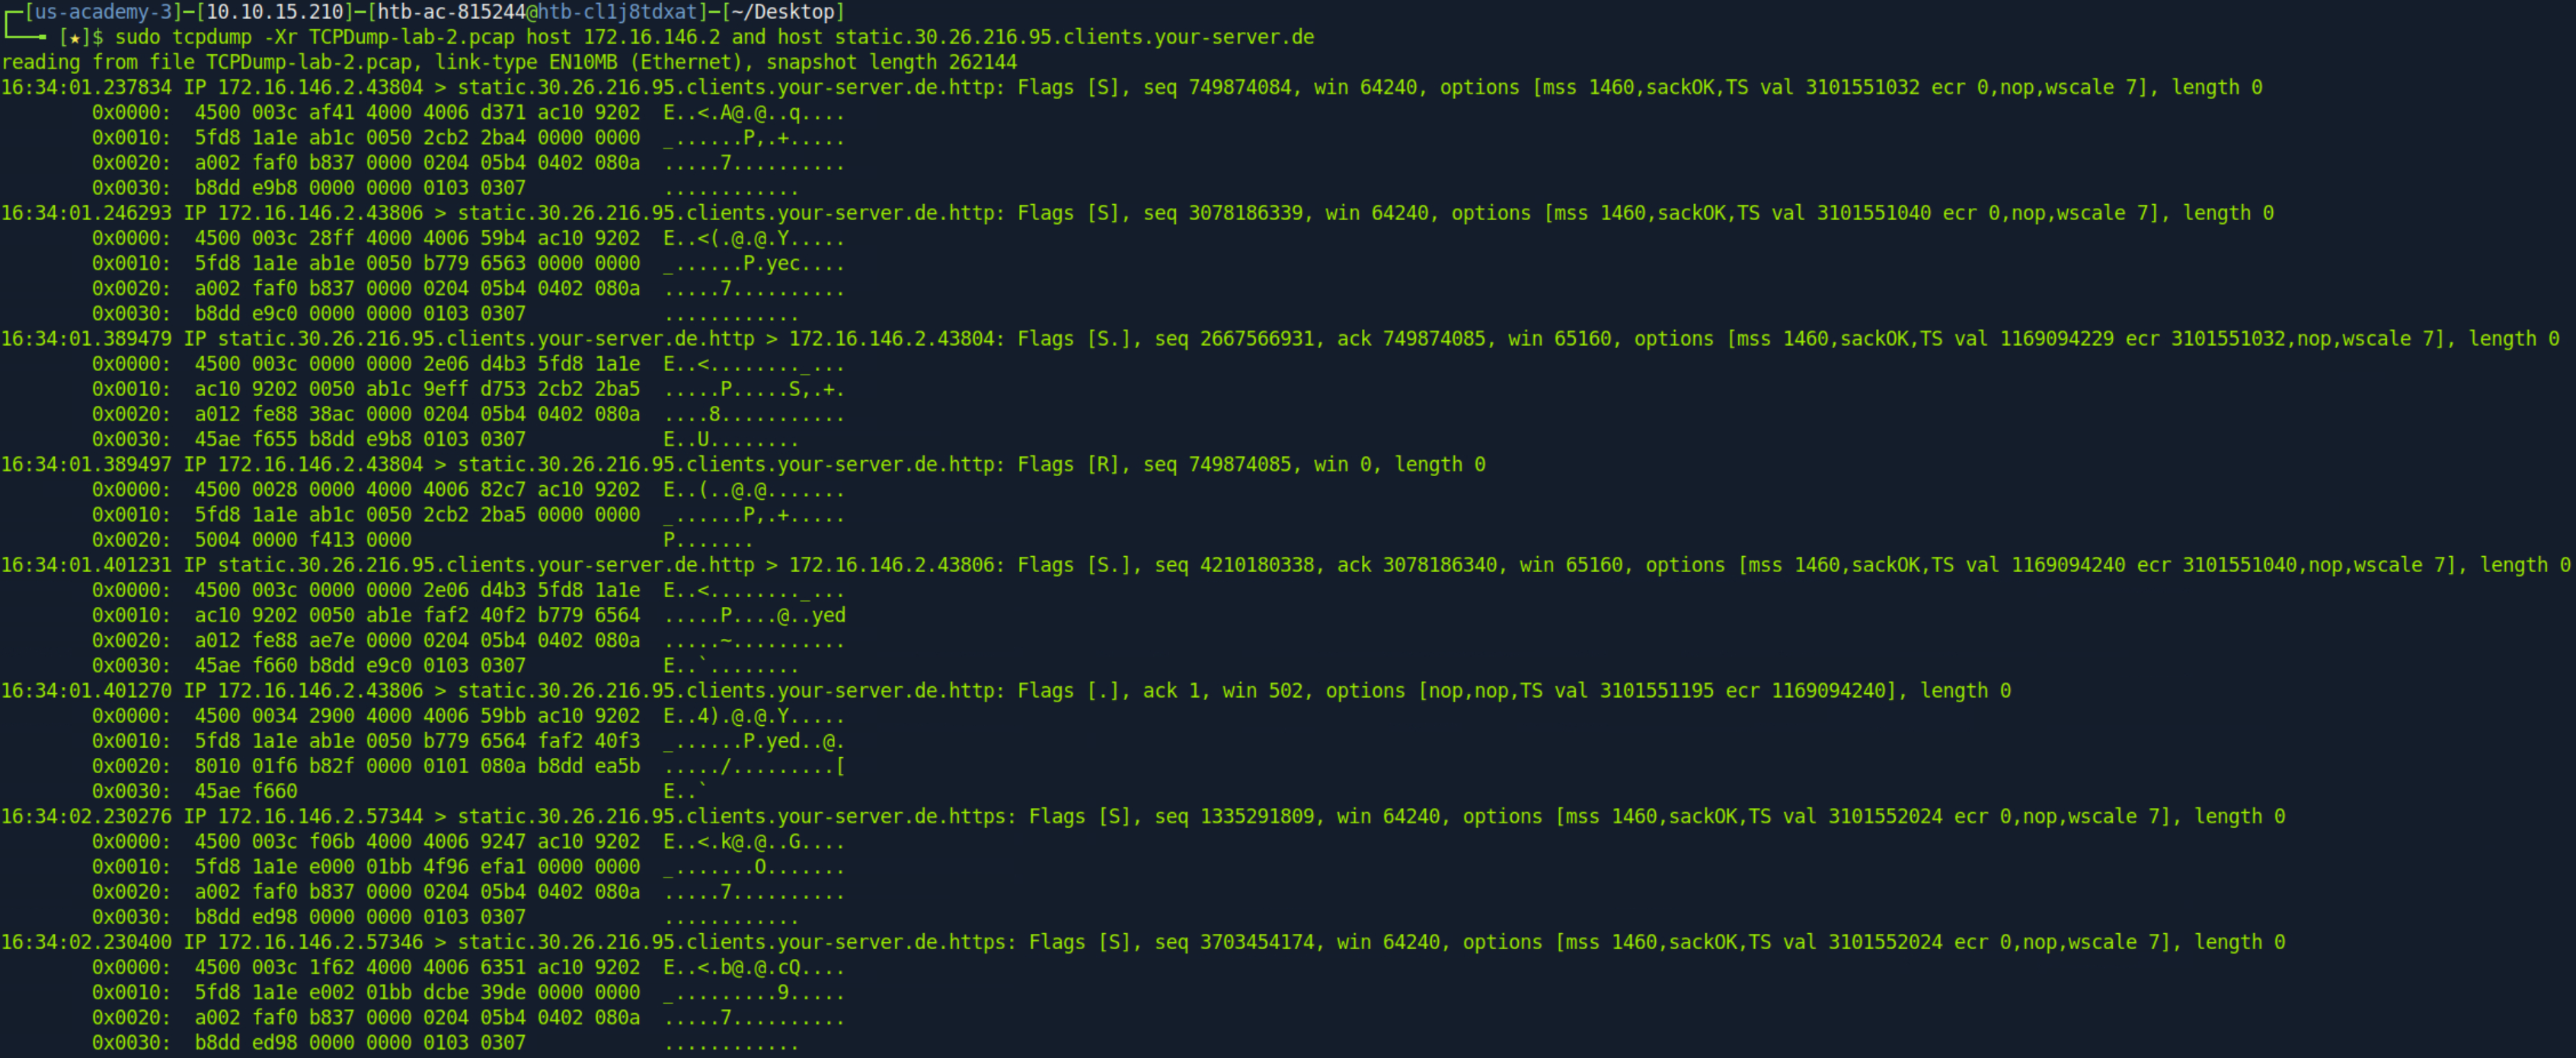 ┌─[us-academy-3]─[10.10.15.210]─[htb-ac-815244@htb-cl1j8tdxat]─[~/Desktop]
└──╼ [★]$ sudo tcpdump -Xr TCPDump-lab-2.pcap host 172.16.146.2 and host static.30.26.216.95.clients.your-server.de
reading from file TCPDump-lab-2.pcap, link-type EN10MB (Ethernet), snapshot length 262144
16:34:01.237834 IP 172.16.146.2.43804 > static.30.26.216.95.clients.your-server.de.http: Flags [S], seq 749874084, win 64240, options [mss 1460,sackOK,TS val 3101551032 ecr 0,nop,wscale 7], length 0
0x0000:  4500 003c af41 4000 4006 d371 ac10 9202  E..<.A@.@..q....
0x0010:  5fd8 1a1e ab1c 0050 2cb2 2ba4 0000 0000  _......P,.+.....
0x0020:  a002 faf0 b837 0000 0204 05b4 0402 080a  .....7..........
0x0030:  b8dd e9b8 0000 0000 0103 0307            ............
16:34:01.246293 IP 172.16.146.2.43806 > static.30.26.216.95.clients.your-server.de.http: Flags [S], seq 3078186339, win 64240, options [mss 1460,sackOK,TS val 3101551040 ecr 0,nop,wscale 7], length 0
0x0000:  4500 003c 28ff 4000 4006 59b4 ac10 9202  E..<(.@.@.Y.....
0x0010:  5fd8 1a1e ab1e 0050 b779 6563 0000 0000  _......P.yec....
0x0020:  a002 faf0 b837 0000 0204 05b4 0402 080a  .....7..........
0x0030:  b8dd e9c0 0000 0000 0103 0307            ............
16:34:01.389479 IP static.30.26.216.95.clients.your-server.de.http > 172.16.146.2.43804: Flags [S.], seq 2667566931, ack 749874085, win 65160, options [mss 1460,sackOK,TS val 1169094229 ecr 3101551032,nop,wscale 7], length 0
0x0000:  4500 003c 0000 0000 2e06 d4b3 5fd8 1a1e  E..<........_...
0x0010:  ac10 9202 0050 ab1c 9eff d753 2cb2 2ba5  .....P.....S,.+.
0x0020:  a012 fe88 38ac 0000 0204 05b4 0402 080a  ....8...........
0x0030:  45ae f655 b8dd e9b8 0103 0307            E..U........
16:34:01.389497 IP 172.16.146.2.43804 > static.30.26.216.95.clients.your-server.de.http: Flags [R], seq 749874085, win 0, length 0
0x0000:  4500 0028 0000 4000 4006 82c7 ac10 9202  E..(..@.@.......
0x0010:  5fd8 1a1e ab1c 0050 2cb2 2ba5 0000 0000  _......P,.+.....
0x0020:  5004 0000 f413 0000                      P.......
16:34:01.401231 IP static.30.26.216.95.clients.your-server.de.http > 172.16.146.2.43806: Flags [S.], seq 4210180338, ack 3078186340, win 65160, options [mss 1460,sackOK,TS val 1169094240 ecr 3101551040,nop,wscale 7], length 0
0x0000:  4500 003c 0000 0000 2e06 d4b3 5fd8 1a1e  E..<........_...
0x0010:  ac10 9202 0050 ab1e faf2 40f2 b779 6564  .....P....@..yed
0x0020:  a012 fe88 ae7e 0000 0204 05b4 0402 080a  .....~..........
0x0030:  45ae f660 b8dd e9c0 0103 0307            E..`........
16:34:01.401270 IP 172.16.146.2.43806 > static.30.26.216.95.clients.your-server.de.http: Flags [.], ack 1, win 502, options [nop,nop,TS val 3101551195 ecr 1169094240], length 0
0x0000:  4500 0034 2900 4000 4006 59bb ac10 9202  E..4).@.@.Y.....
0x0010:  5fd8 1a1e ab1e 0050 b779 6564 faf2 40f3  _......P.yed..@.
0x0020:  8010 01f6 b82f 0000 0101 080a b8dd ea5b  ...../.........[
0x0030:  45ae f660                                E..`
16:34:02.230276 IP 172.16.146.2.57344 > static.30.26.216.95.clients.your-server.de.https: Flags [S], seq 1335291809, win 64240, options [mss 1460,sackOK,TS val 3101552024 ecr 0,nop,wscale 7], length 0
0x0000:  4500 003c f06b 4000 4006 9247 ac10 9202  E..<.k@.@..G....
0x0010:  5fd8 1a1e e000 01bb 4f96 efa1 0000 0000  _.......O.......
0x0020:  a002 faf0 b837 0000 0204 05b4 0402 080a  .....7..........
0x0030:  b8dd ed98 0000 0000 0103 0307            ............
16:34:02.230400 IP 172.16.146.2.57346 > static.30.26.216.95.clients.your-server.de.https: Flags [S], seq 3703454174, win 64240, options [mss 1460,sackOK,TS val 3101552024 ecr 0,nop,wscale 7], length 0
0x0000:  4500 003c 1f62 4000 4006 6351 ac10 9202  E..<.b@.@.cQ....
0x0010:  5fd8 1a1e e002 01bb dcbe 39de 0000 0000  _.........9.....
0x0020:  a002 faf0 b837 0000 0204 05b4 0402 080a  .....7..........
0x0030:  b8dd ed98 0000 0000 0103 0307            ............